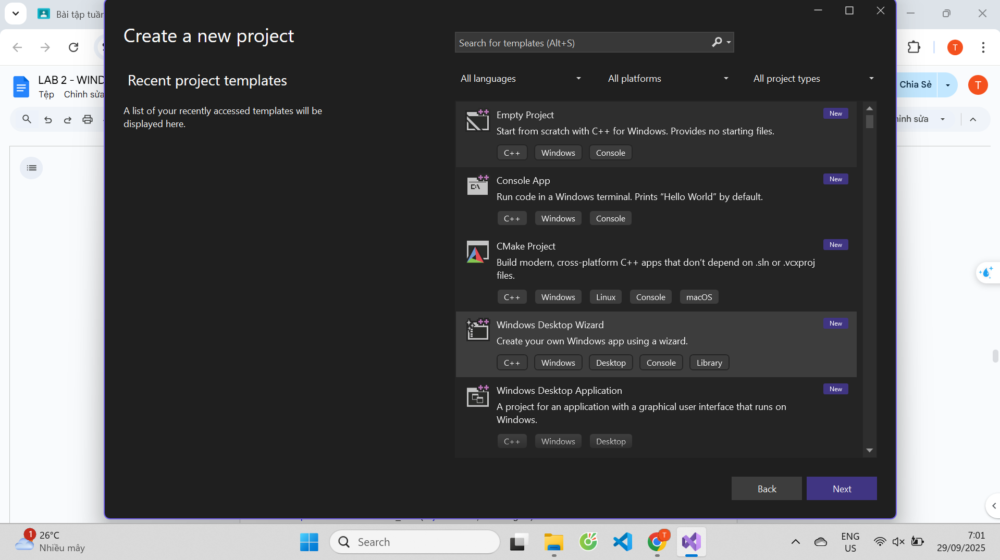 Bài tập tuần
LAB 2 - WIND
Tệp Chỉnh sửa
Create a new project
Recent project templates
A list of your recently accessed templates will be
displayed here.
Search for templates (Alt+S)
All languages
All platforms
All project types
Empty Project
New
Start from scratch with C++ for Windows. Provides no starting files.
C++ Windows Console
Console App
New
Run code in a Windows terminal. Prints “Hello World” by default.
C++ Windows Console
CMake Project
New
Build modern, cross-platform C++ apps that don’t depend on .sln or .vcxproj
files.
C++ Windows Linux Console macOS
Windows Desktop Wizard
New
Create your own Windows app using a wizard.
C++ Windows Desktop Console Library
Windows Desktop Application
New
A project for an application with a graphical user interface that runs on
Windows.
C++ Windows Desktop
Back
Next
T
Chia Sẻ
T
hỉnh sửa
1
26°C
Nhiều mây
Search
T
ENG
US
7:01
29/09/2025